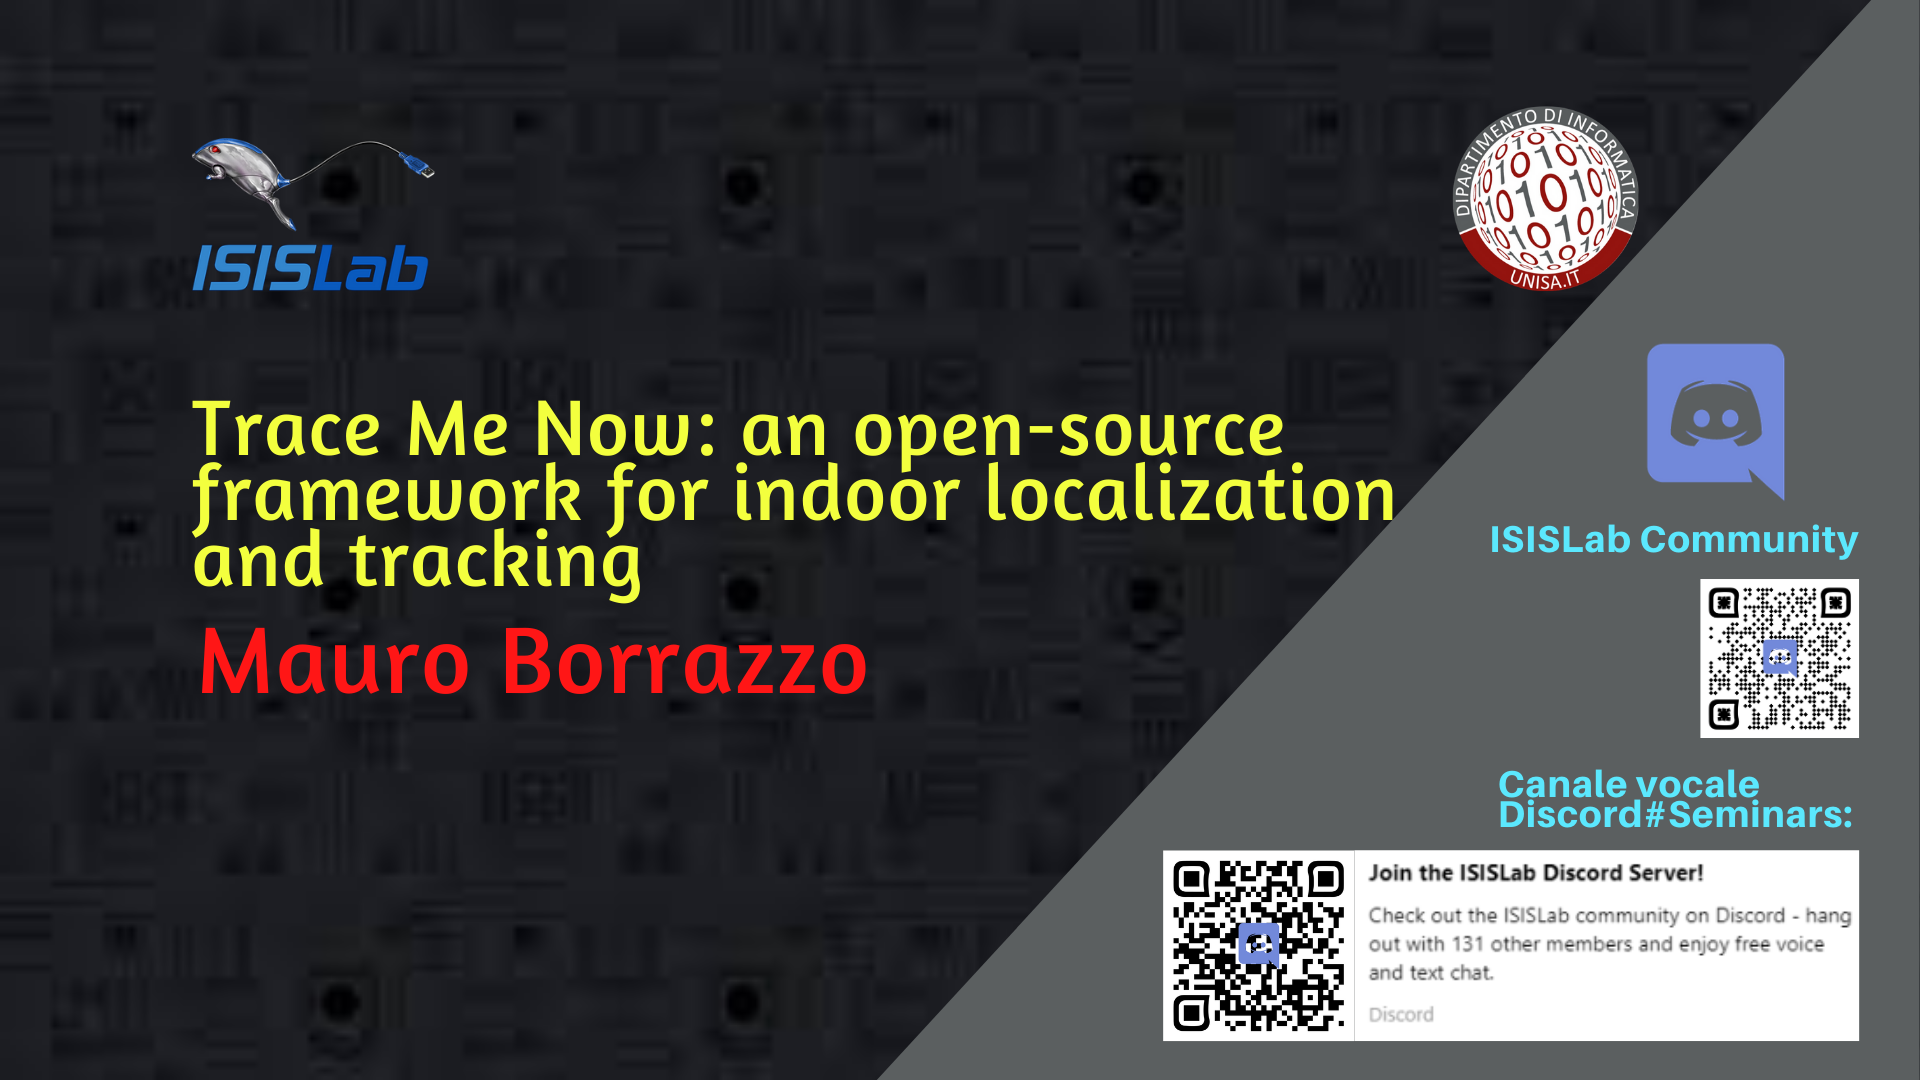 ISISLab
DIPARTIMENTO DI INFORMATICA
UNISA.IT
Trace Me Now: an open-source
framework for indoor localization
and tracking
Mauro Borrazzo
ISISLab Community
Canale vocale
Discord#Seminars:
Join the ISISLab Discord Server!
Check out the ISISLab community on Discord - hang
out with 131 other members and enjoy free voice
and text chat.
Discord